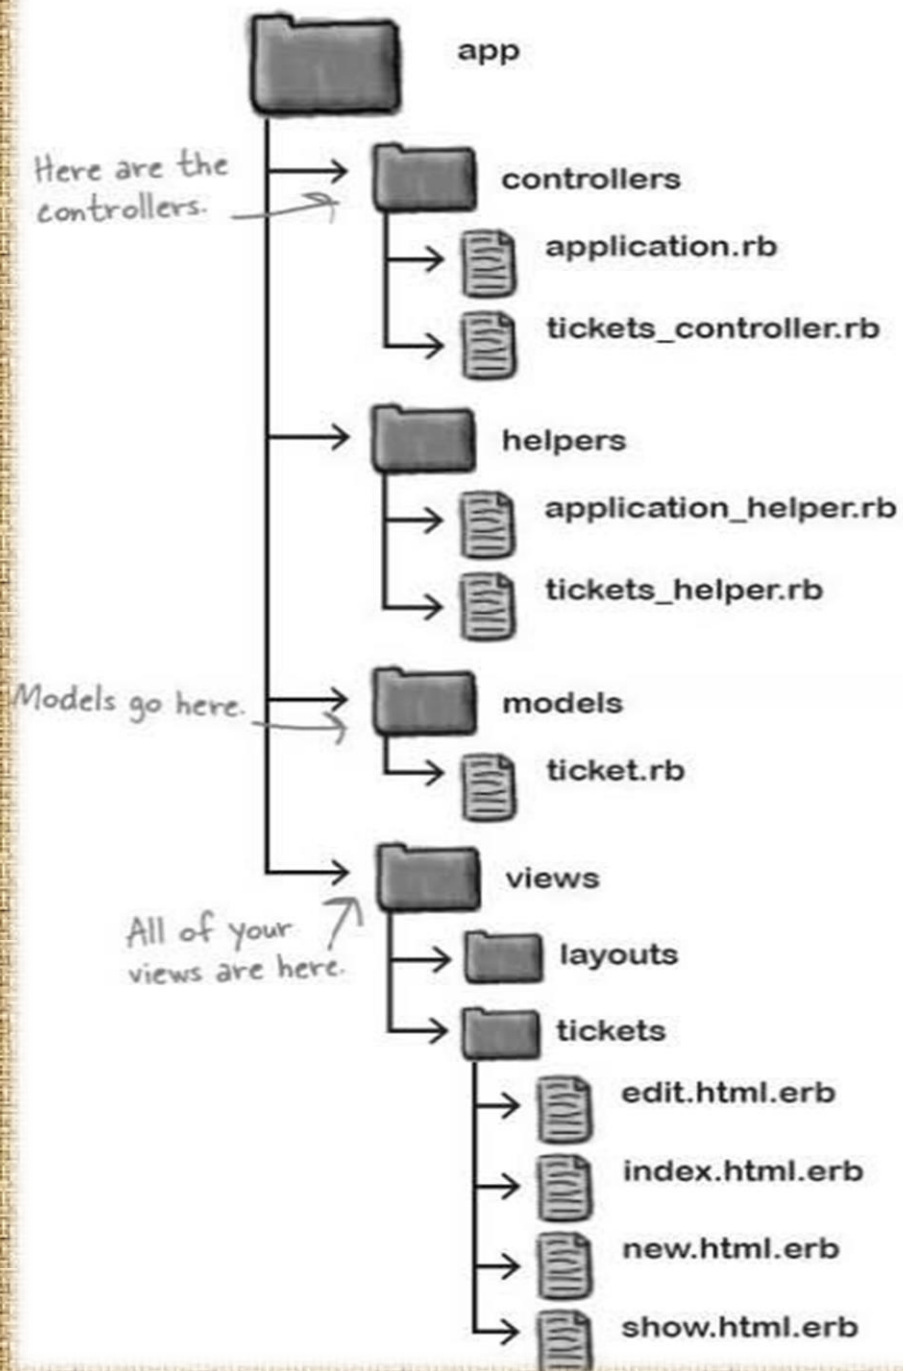 app
Here are the
controllers.
controllers
application.rb
tickets_controller.rb
helpers
application_helper.rb
tickets_helper.rb
Models go here.
models
ticket.rb
views
All of your
views are here.
layouts
tickets
edit.html.erb
index.html.erb
new.html.erb
show.html.erb